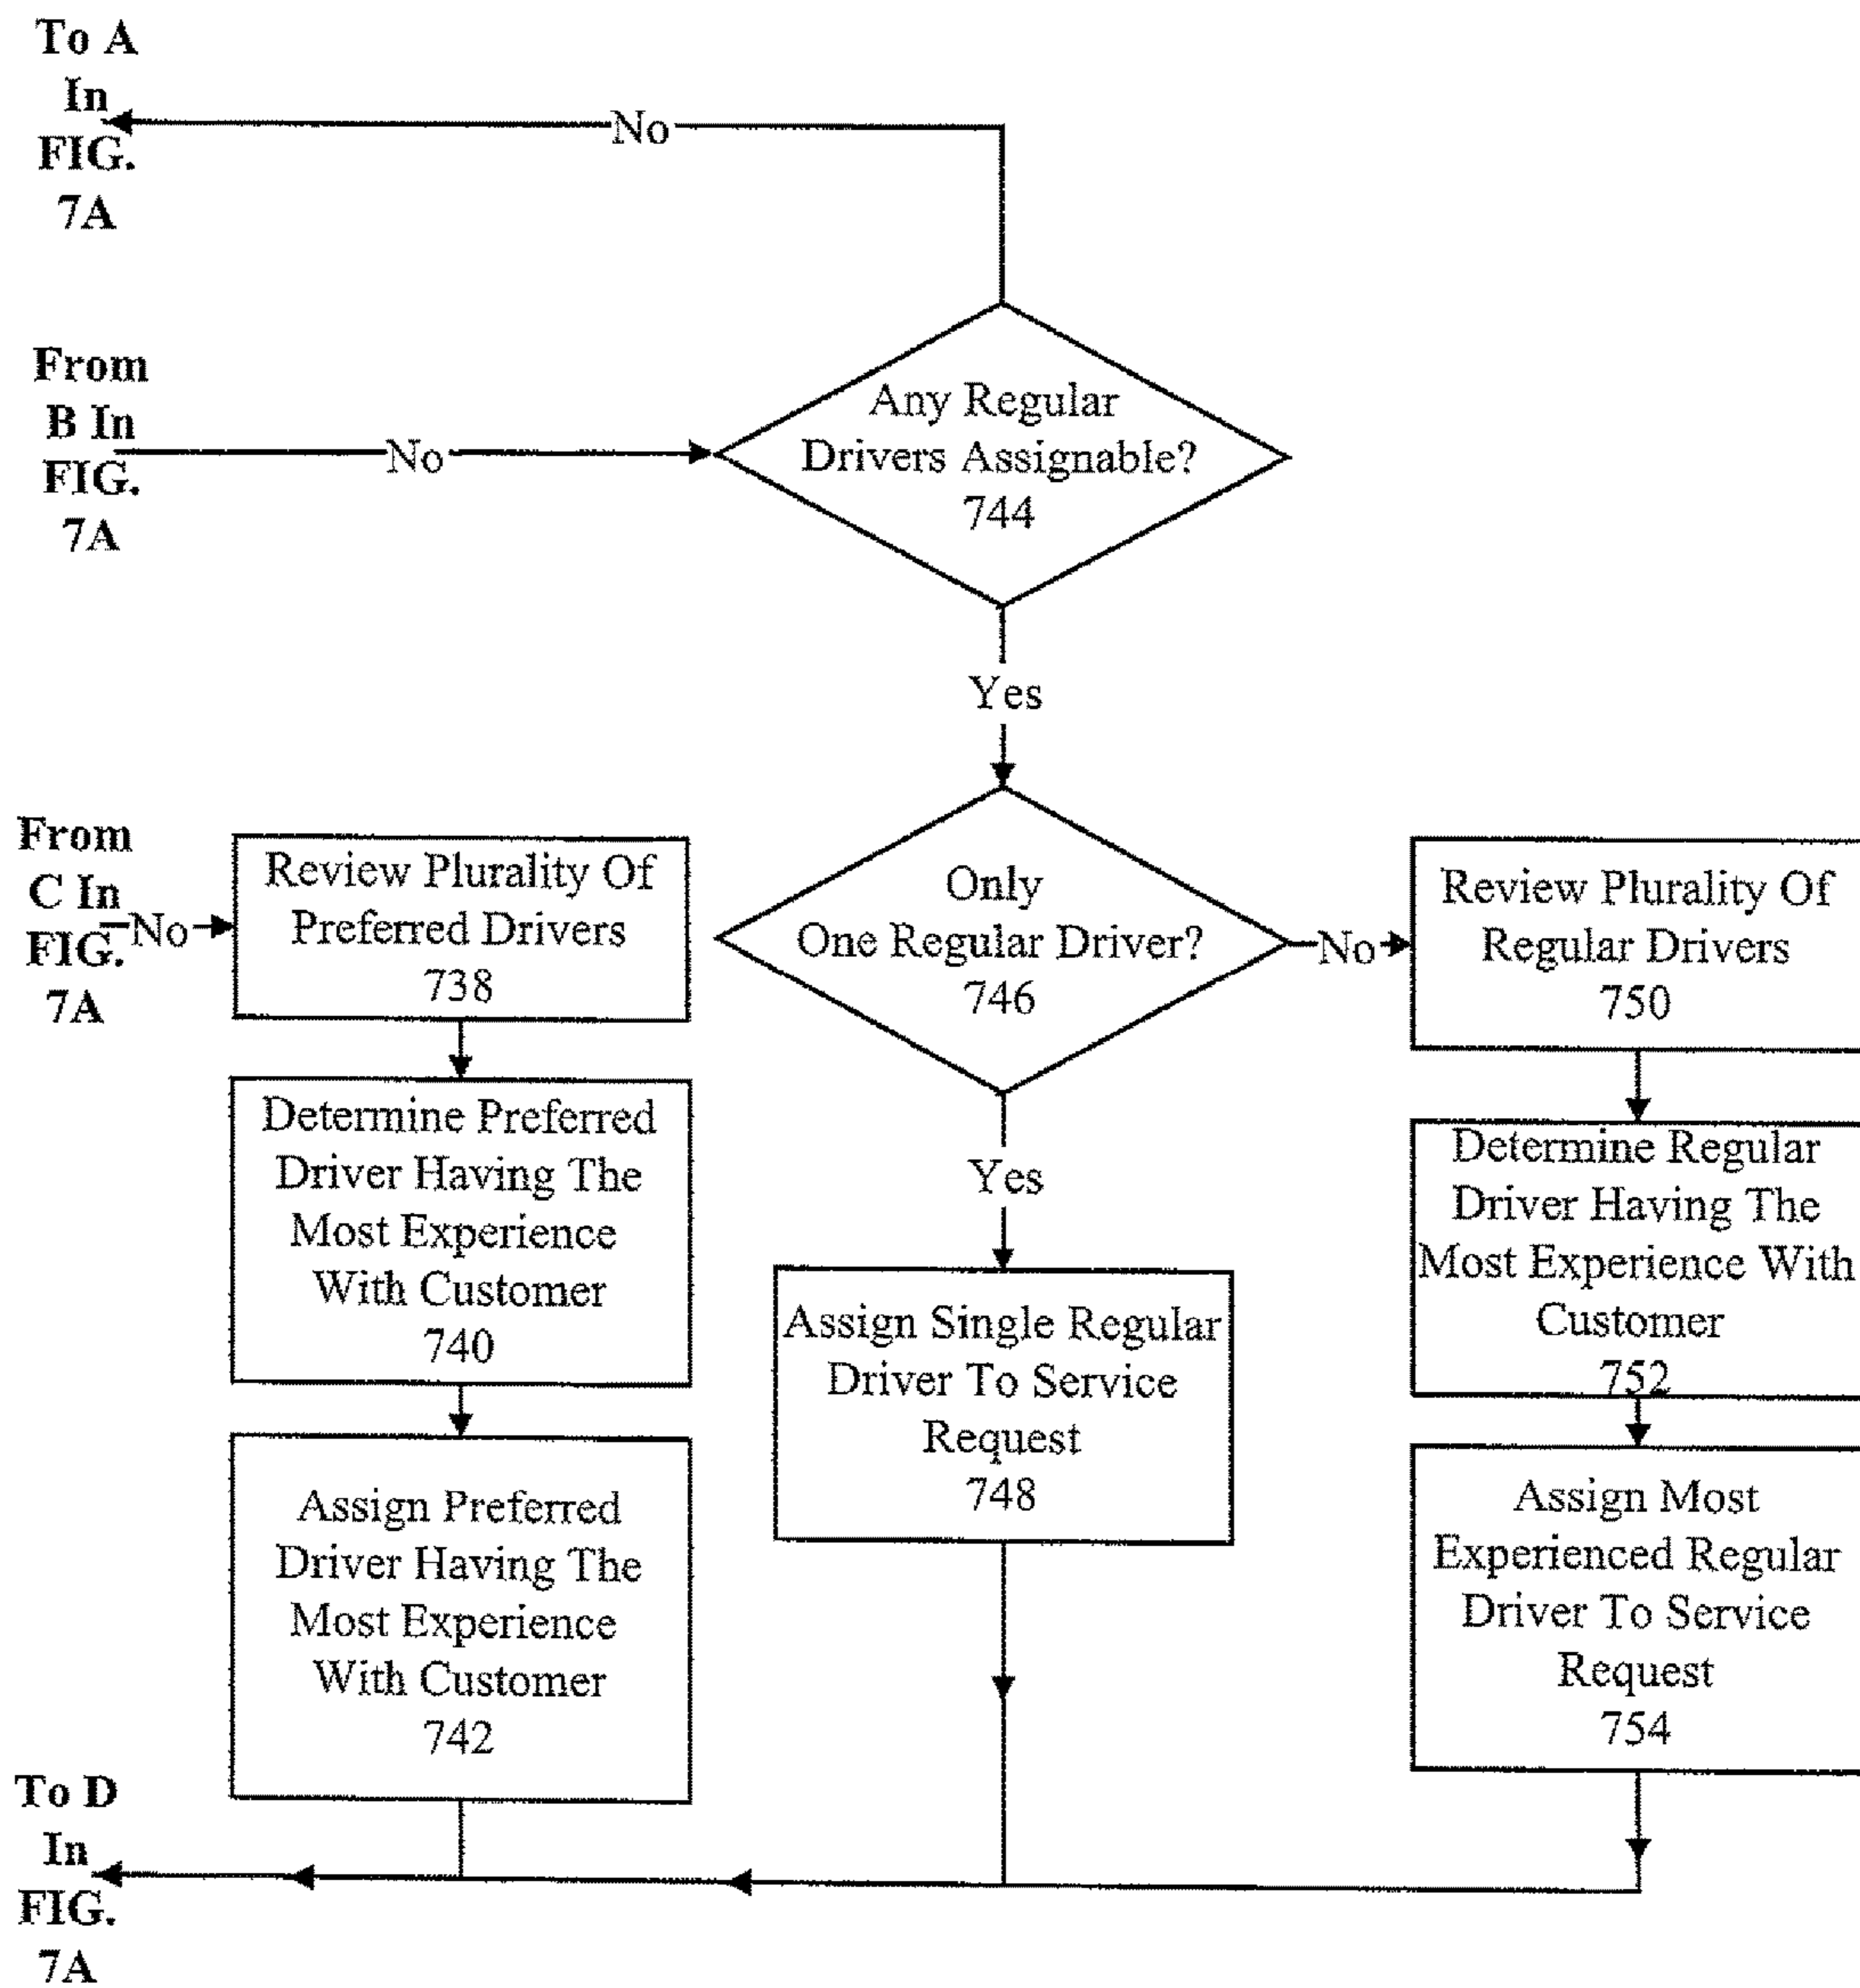 To A
In
FIG.
7A
No
From
B In
FIG.
7A
No
Any Regular
Drivers Assignable?
744
Yes
From
C In
FIG.
7A
No
Review Plurality Of
Preferred Drivers
738
Only
One Regular Driver?
746
No
Review Plurality Of
Regular Drivers
750
Determine Preferred
Driver Having The
Most Experience
With Customer
740
Yes
Determine Regular
Driver Having The
Most Experience With
Customer
752
Assign Single Regular
Driver To Service
Request
748
Assign Preferred
Driver Having The
Most Experience
With Customer
742
Assign Most
Experienced Regular
Driver To Service
Request
754
To D
In
FIG.
7A